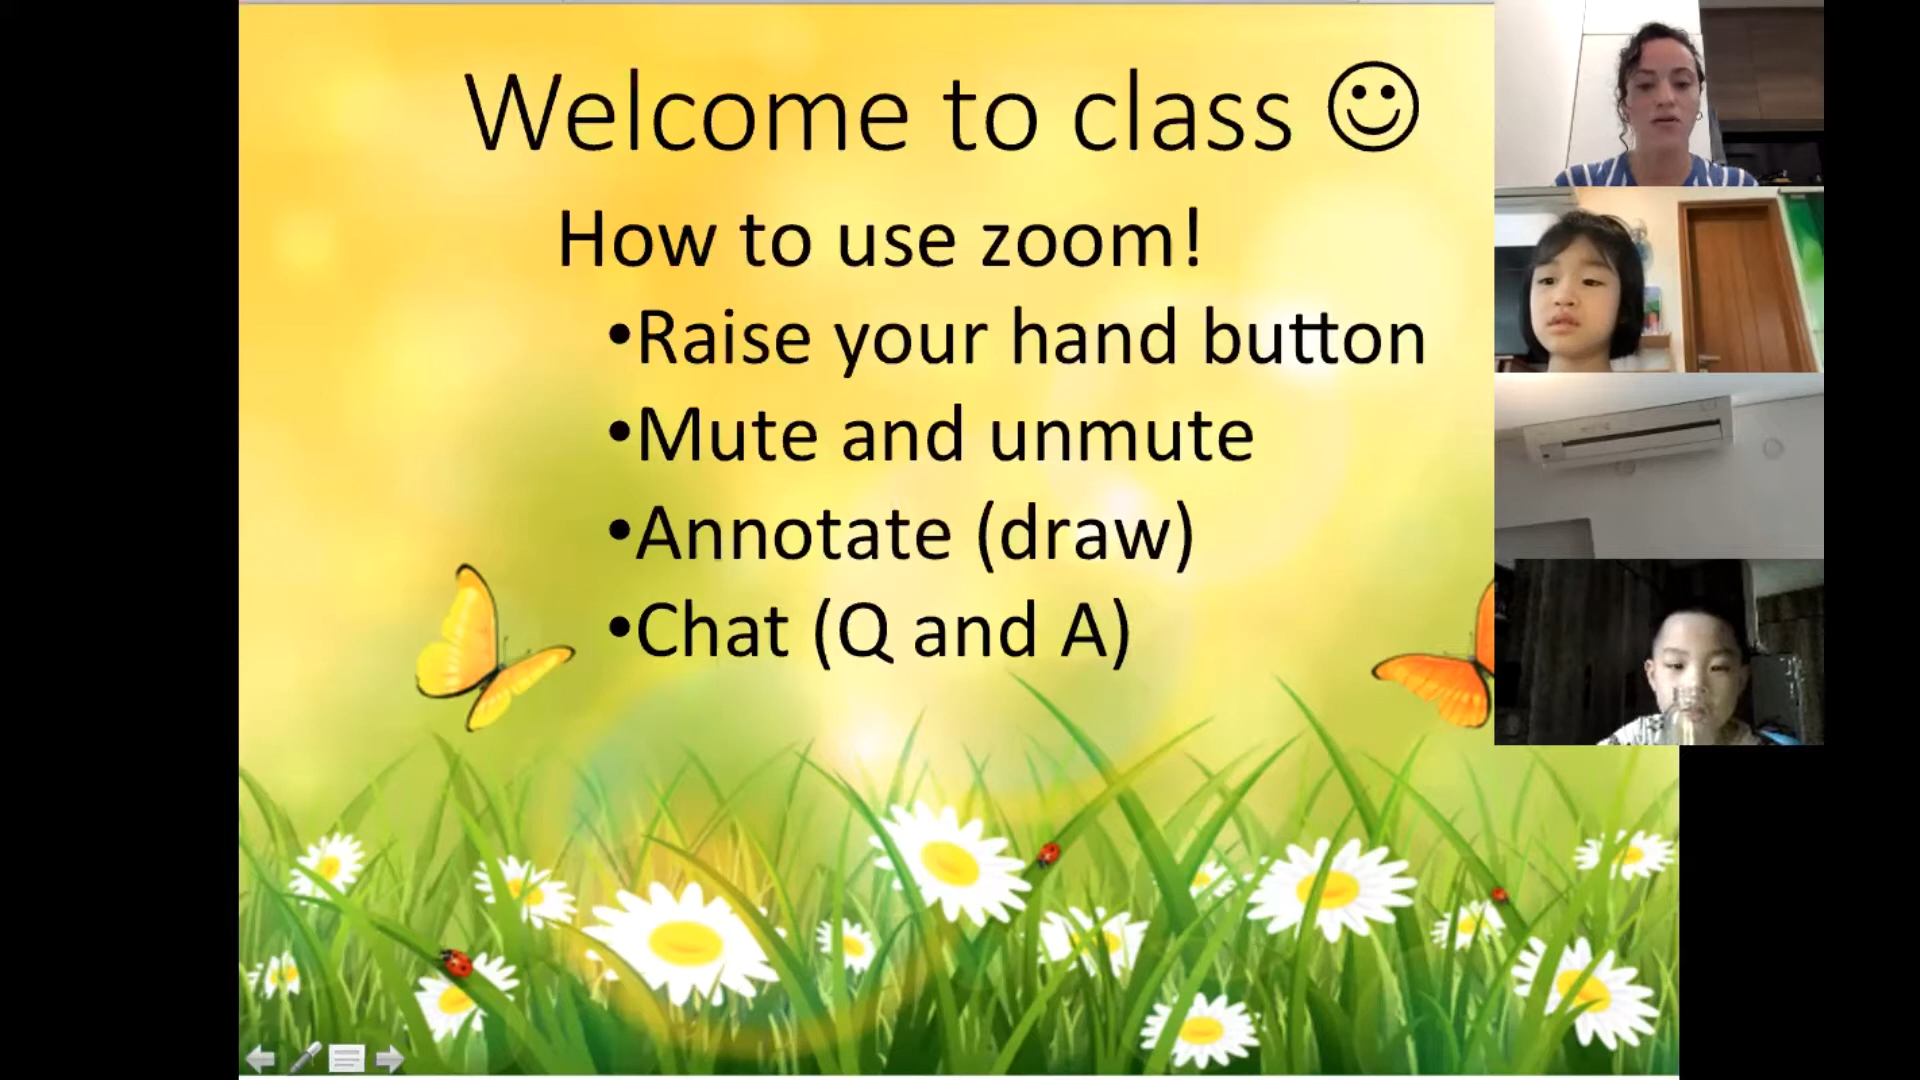 Welcome to class ☺
How to use zoom!
•Raise your hand button
•Mute and unmute
•Annotate (draw)
•Chat (Q and A)